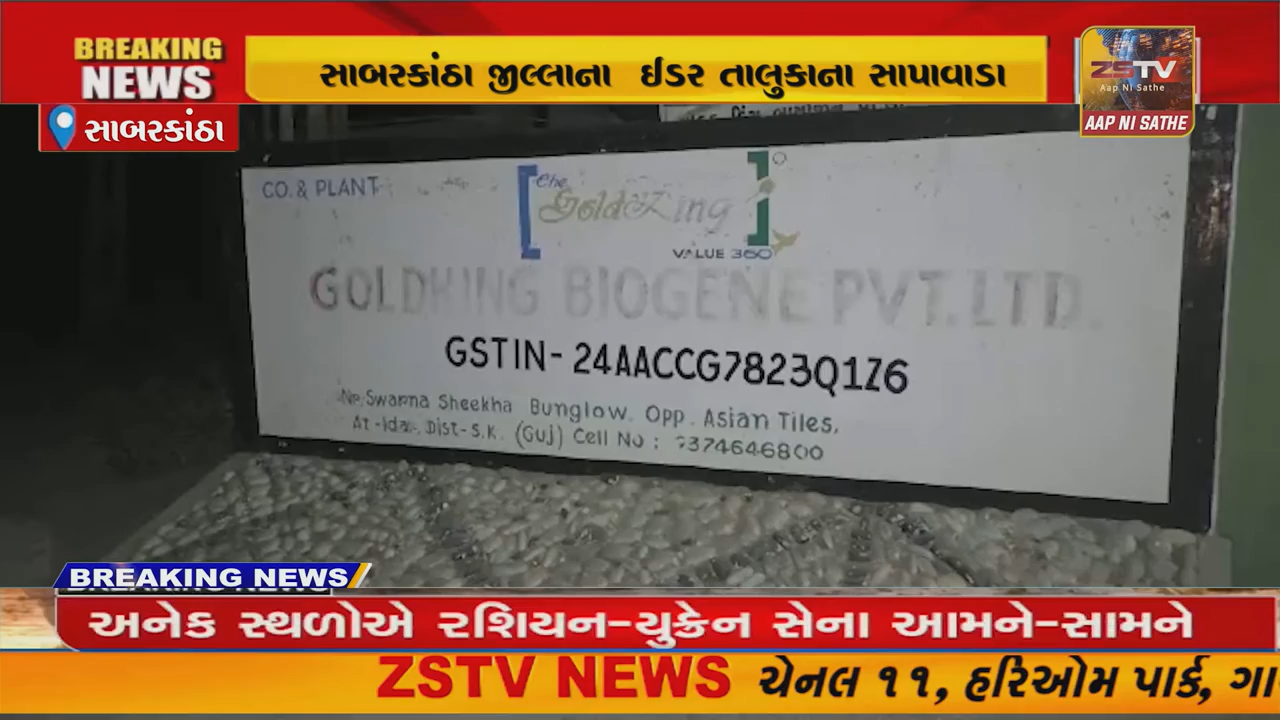 BREAKING
NEWS
સાબરકાંઠા જીલ્લાના ઈડર તાલુકાના સાપાવાડા
ZSTV
Aap Ni Sathe
AAP NI SATHE
સાબરકાંઠા
CO. & PLANT
the
GoldKing
VALUE 360
GOLDKING BIOGENE PVT. LTD.
GSTIN- 24AACCG7823Q1Z6
Nr. Swarna Sheekha Bunglow, Opp. Asian Tiles,
At-Idar, Dist-S.K. (Guj) Cell No :
BREAKING NEWS
અનેક સ્થળોએ રશિયન-યુક્રેન સેના આમને-સામને
ZSTV NEWS ચેનલ ૧૧, હરિઓમ પાર્ક, ગા